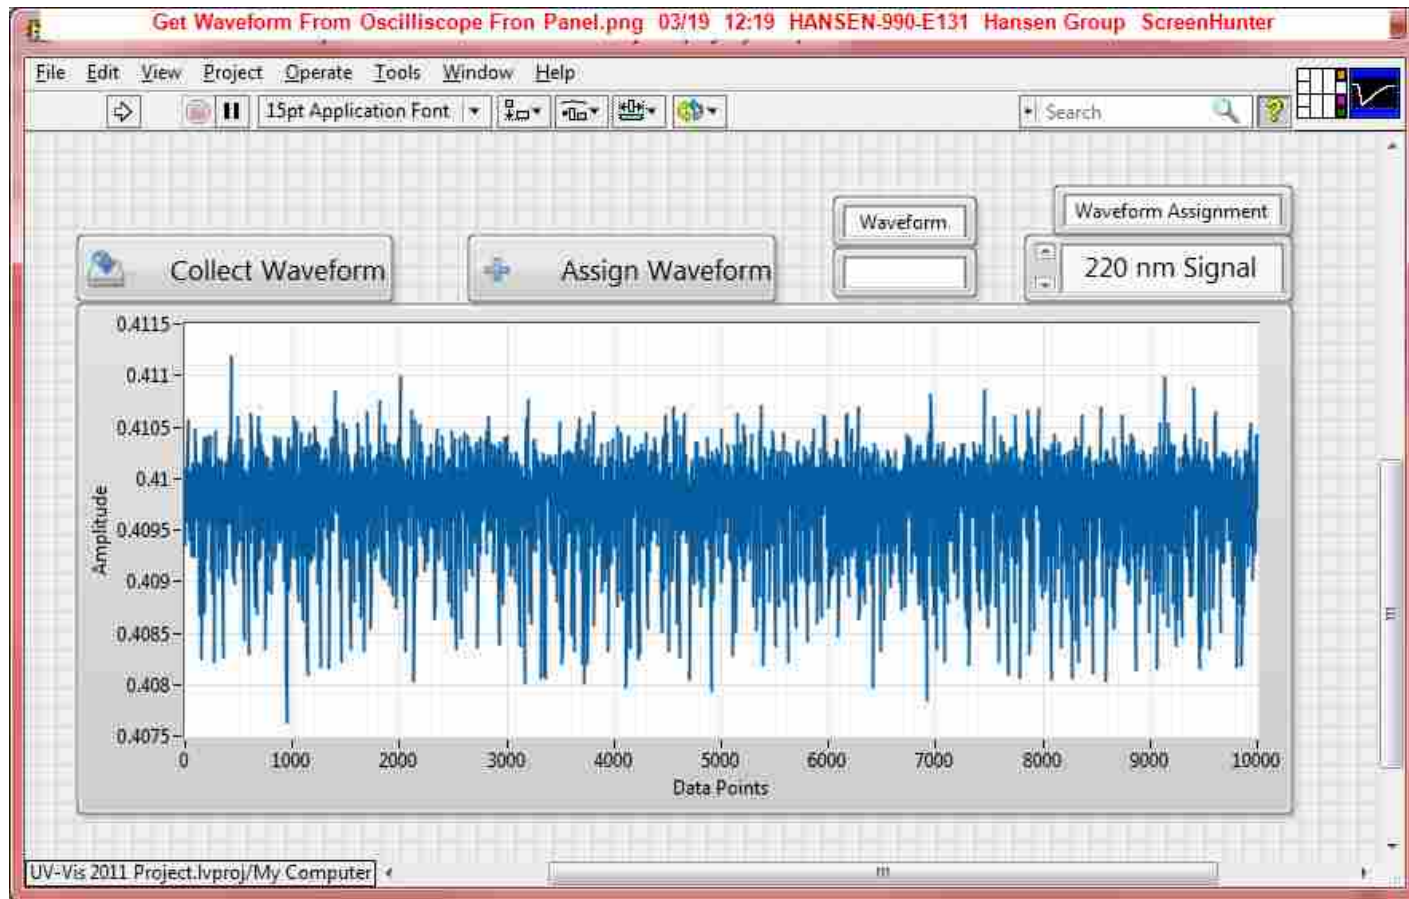 Get Waveform From Oscilliscope Fron Panel.png 03/19 12:19 HANSEN-990-E131 Hansen Group ScreenHunter
File Edit View Project Operate Tools Window Help
15pt Application Font
Search
Waveform
Waveform Assignment
Collect Waveform
Assign Waveform
220 nm Signal
0.4115
0.411
0.4105
0.41
0.4095
0.409
0.4085
0.408
0.4075
Amplitude
0 1000 2000 3000 4000 5000 6000 7000 8000 9000 10000
Data Points
UV-Vis 2011 Project.lvproj/My Computer